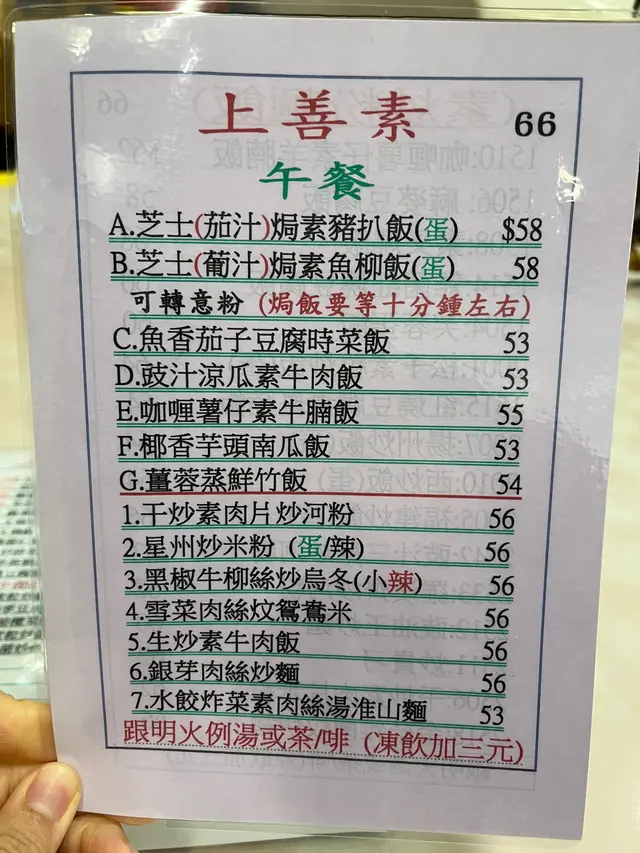 上善素 66
午餐
A.芝士(茄汁)焗素豬扒飯(蛋) $58
B.芝士(葡汁)焗素魚柳飯(蛋) 58
可轉意粉（焗飯要等十分鍾左右）
C.魚香茄子豆腐時菜飯 53
D.豉汁涼瓜素牛肉飯 53
E.咖喱薯仔素牛腩飯 55
F.椰香芋頭南瓜飯 53
G.薑蓉蒸鮮竹飯 54
1.干炒素肉片炒河粉 56
2.星州炒米粉（蛋/辣） 56
3.黑椒牛柳絲炒烏冬(小辣) 56
4.雪菜肉絲炆鴛鴦米 56
5.生炒素牛肉飯 56
6.銀芽肉絲炒麵 56
7.水餃炸菜素肉絲湯淮山麵 53
跟明火例湯或茶/啡（凍飲加三元）